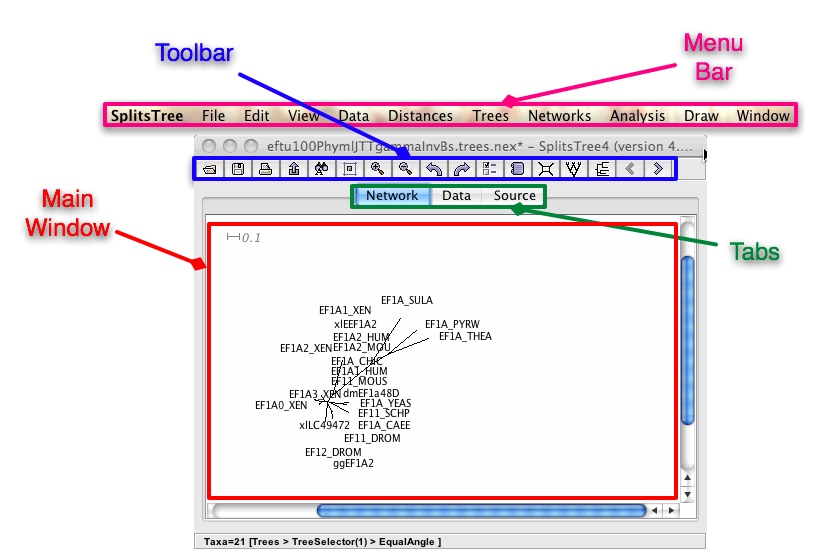 Toolbar
Menu
Bar
SplitsTree File Edit View Data Distances Trees Networks Analysis Draw Window
eftu100PhymlJTTgammaInvBs.trees.nex* – SplitsTree4 (version 4....
Main
Window
Network Data Source
Tabs
0.1
EF1A_SULA
EF1A1_XEN
xlEEF1A2
EF1A_PYRW
EF1A2_HUM
EF1A_THEA
EF1A2_XEN
EF1A2_MOU
EF1A_CHIC
EF1A1_HUM
EF11_MOUS
EF1A3_XEN
dmEF1a48D
EF1A0_XEN
EF1A_YEAS
EF11_SCHP
xlLC49472
EF1A_CAEE
EF11_DROM
EF12_DROM
ggEF1A2
Taxa=21 [Trees > TreeSelector(1) > EqualAngle ]